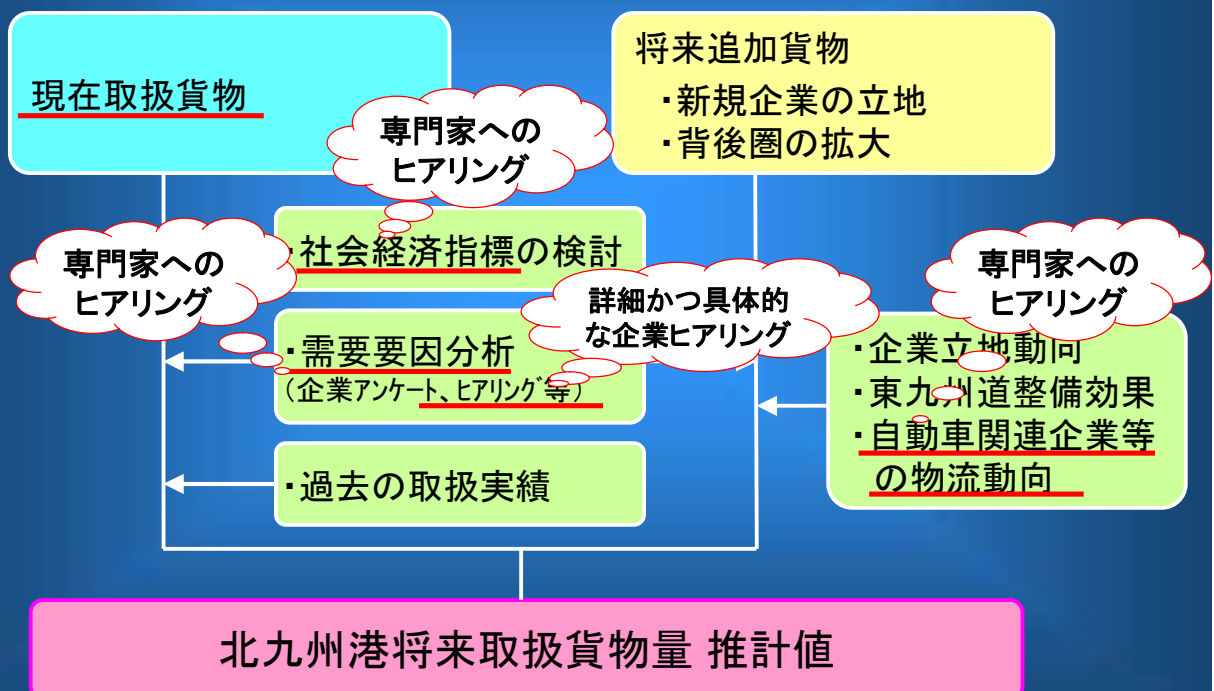 現在取扱貨物
将来追加貨物
・新規企業の立地
・背後圏の拡大
専門家への
ヒアリング
・社会経済指標の検討
専門家への
ヒアリング
専門家への
ヒアリング
詳細かつ具体的
な企業ヒアリング
・需要要因分析
（企業アンケート、ヒアリング等）
・企業立地動向
・東九州道整備効果
・自動車関連企業等
の物流動向
・過去の取扱実績
北九州港将来取扱貨物量 推計値